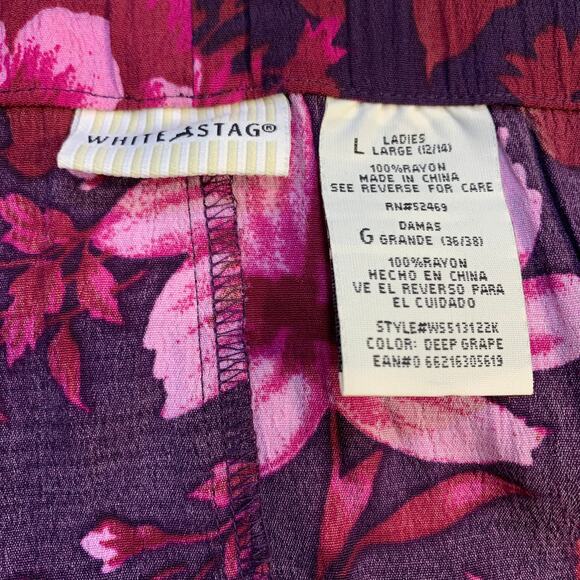 WHITE STAG®
L LADIES
LARGE (12/14)
100%RAYON
MADE IN CHINA
SEE REVERSE FOR CARE
RN#52469
G DAMAS
GRANDE (36/38)
100%RAYON
HECHO EN CHINA
VE EL REVERSO PARA
EL CUIDADO
STYLE#WS513122K
COLOR: DEEP GRAPE
EAN#0 66216305619